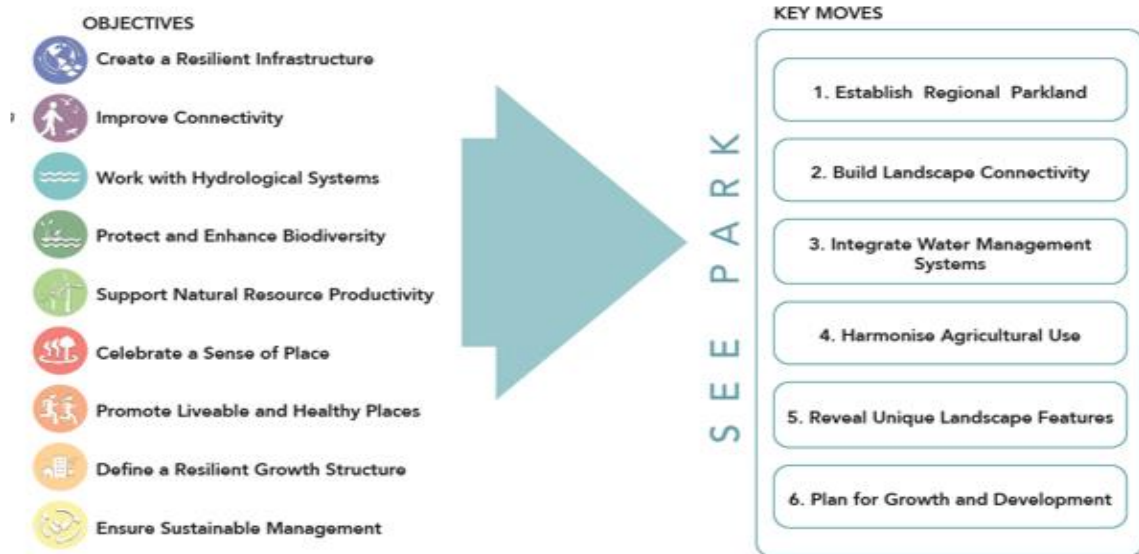 OBJECTIVES
Create a Resilient Infrastructure
Improve Connectivity
Work with Hydrological Systems
Protect and Enhance Biodiversity
Support Natural Resource Productivity
Celebrate a Sense of Place
Promote Liveable and Healthy Places
Define a Resilient Growth Structure
Ensure Sustainable Management
SEE PARK
KEY MOVES
1. Establish Regional Parkland
2. Build Landscape Connectivity
3. Integrate Water Management
Systems
4. Harmonise Agricultural Use
5. Reveal Unique Landscape Features
6. Plan for Growth and Development